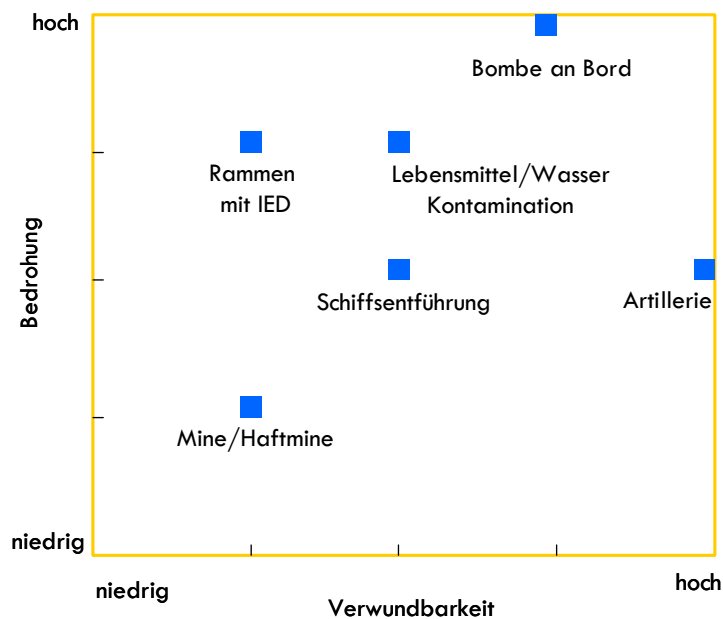 hoch
Bombe an Bord
Rammen
mit IED
Lebensmittel/Wasser
Kontamination
Bedrohung
Schiffsentführung
Artillerie
Mine/Haftmine
niedrig
niedrig
hoch
Verwundbarkeit